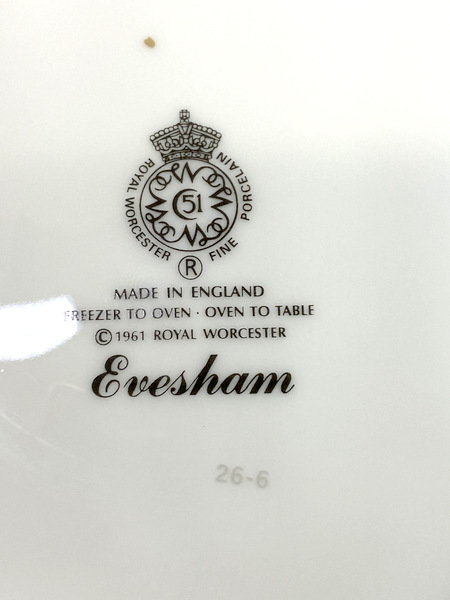 ROYAL WORCESTER FINE PORCELAIN
51
®
MADE IN ENGLAND
FREEZER TO OVEN · OVEN TO TABLE
© 1961 ROYAL WORCESTER
Evesham
26-6